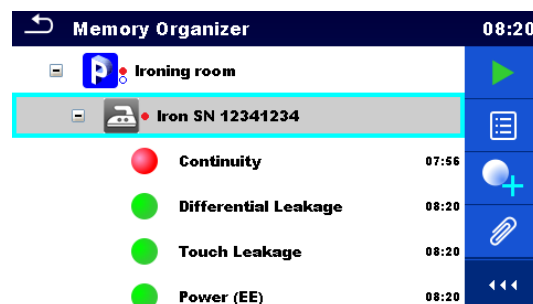 Memory Organizer 08:20
Ironing room
Iron SN 12341234
Continuity 07:56
Differential Leakage 08:20
Touch Leakage 08:20
Power (EE) 08:20